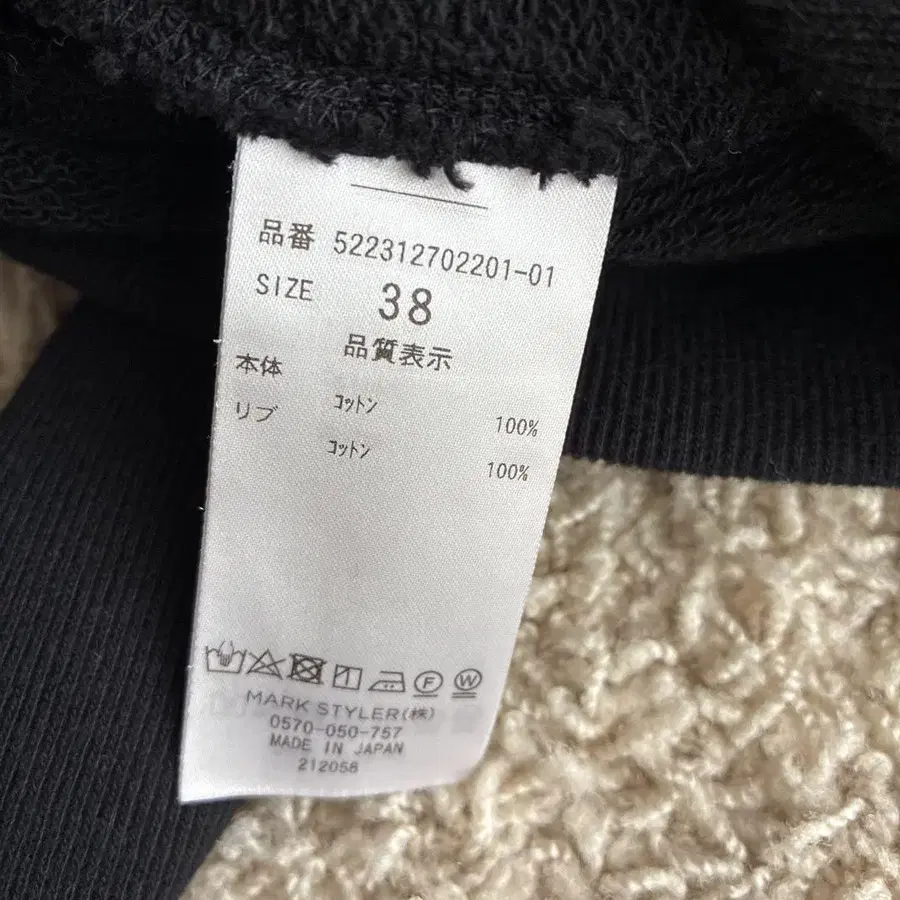 品番 522312702201-01
SIZE 38
品質表示
本体
コットン 100%
リブ
コットン 100%
MARK STYLER(株)
0570-050-757
MADE IN JAPAN
212058